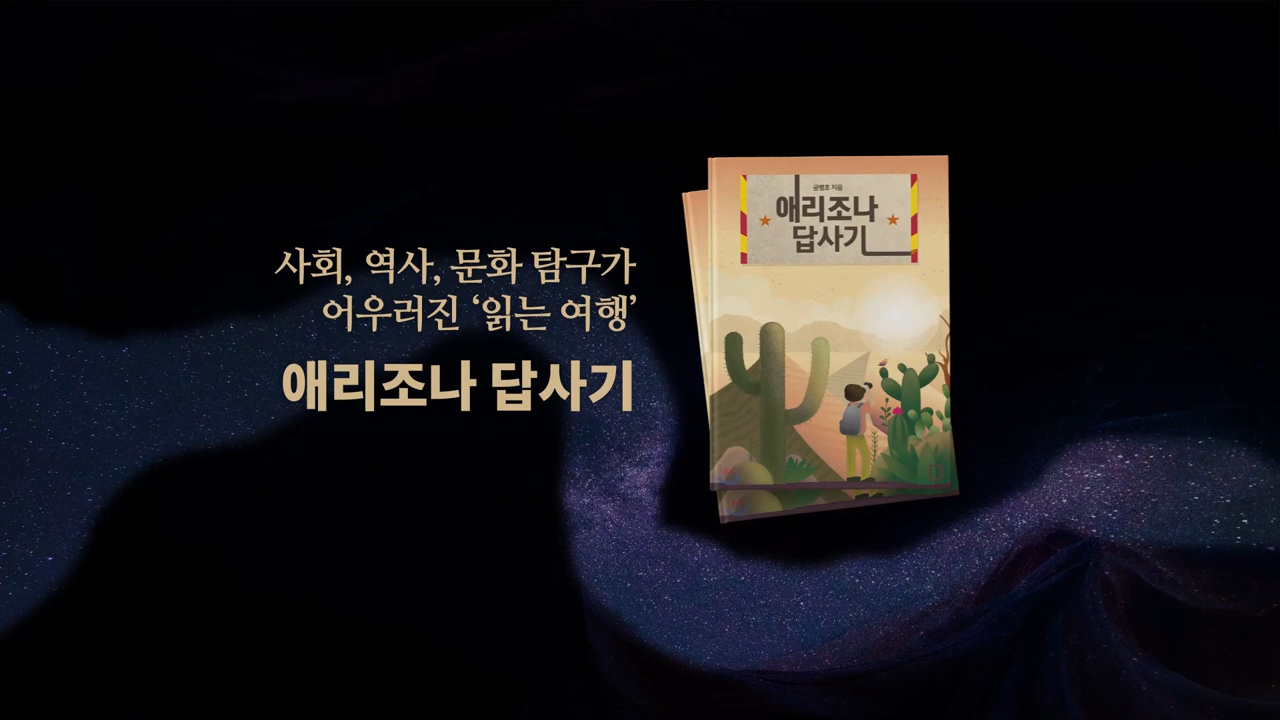 사회, 역사, 문화 탐구가
어우러진 ‘읽는 여행’
애리조나 답사기
공병호 지음
애리조나
답사기